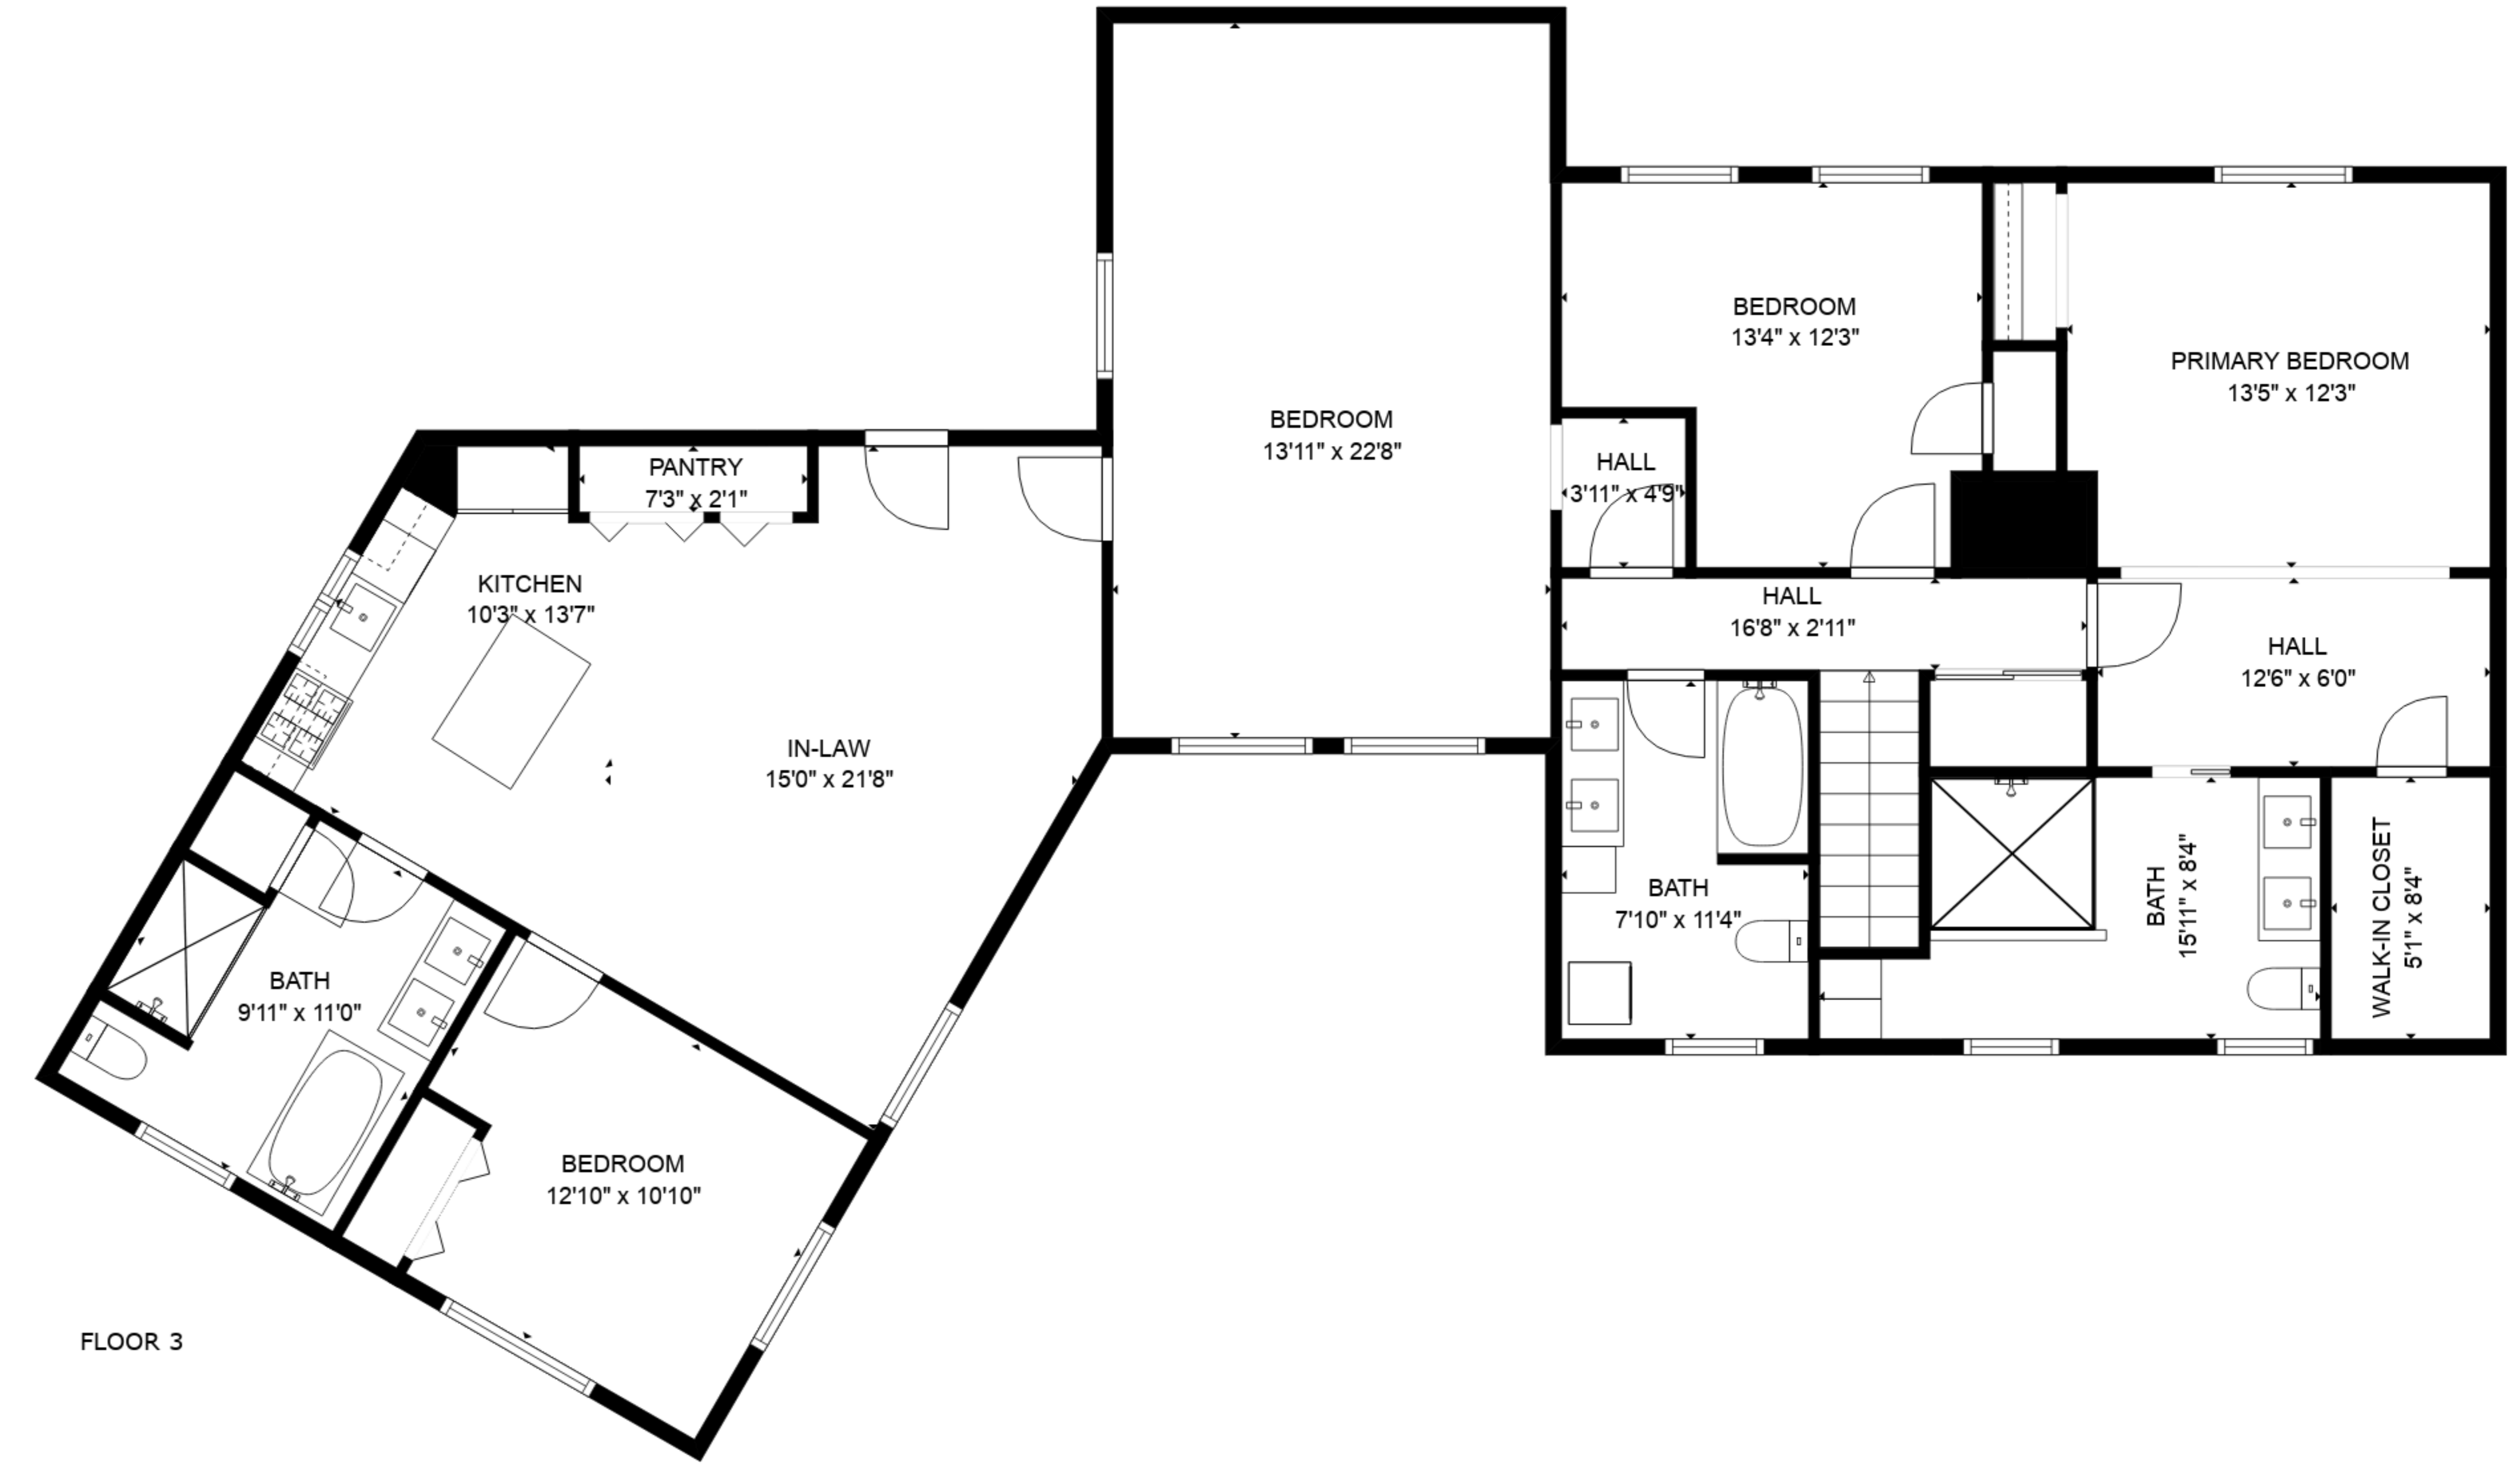 BEDROOM
13'4" x 12'3"
PRIMARY BEDROOM
13'5" x 12'3"
BEDROOM
13'11" x 22'8"
HALL
3'11" x 4'9"
PANTRY
7'3" x 2'1"
KITCHEN
10'3" x 13'7"
HALL
16'8" x 2'11"
HALL
12'6" x 6'0"
IN-LAW
15'0" x 21'8"
BATH
7'10" x 11'4"
BATH
15'11" x 8'4"
WALK-IN CLOSET
5'1" x 8'4"
BATH
9'11" x 11'0"
BEDROOM
12'10" x 10'10"
FLOOR 3